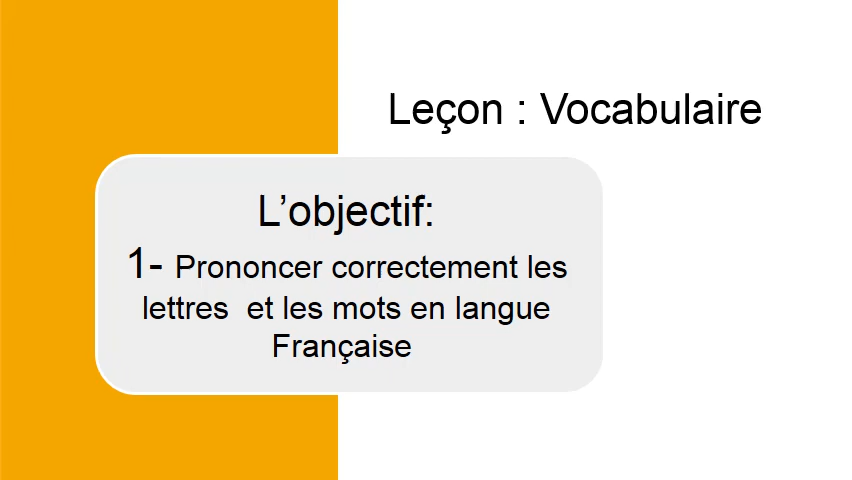 Leçon : Vocabulaire
L’objectif:
1- Prononcer correctement les
lettres  et les mots en langue
Française